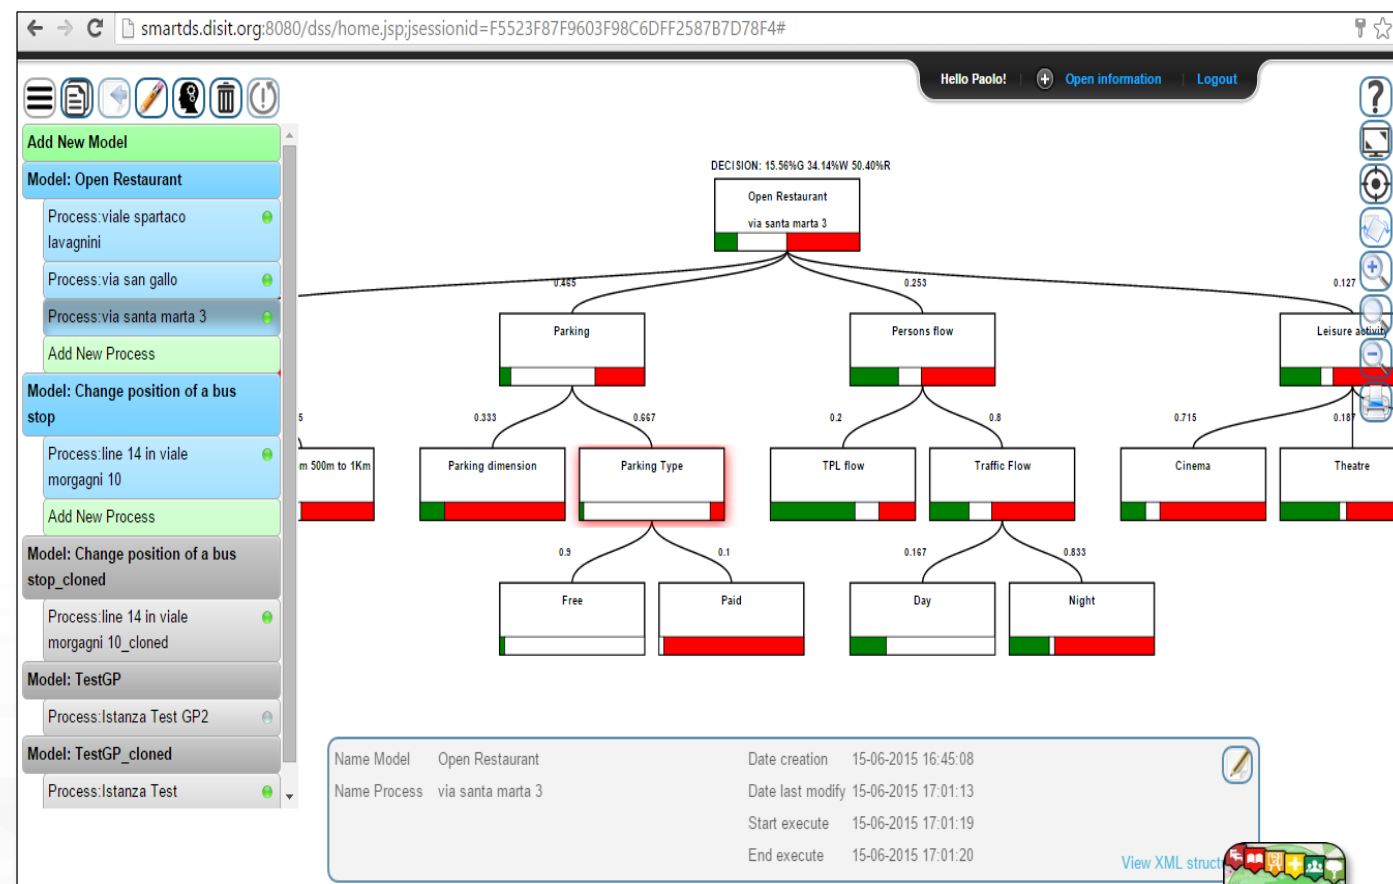 smartds.disit.org:8080/dss/home.jsp;jsessionid=F5523F87F9603F98C6DFF2587B7D78F4#
Hello Paolo!
Open information
Logout
Add New Model
Model: Open Restaurant
Process:viale spartaco
lavagnini
Process:via san gallo
Process:via santa marta 3
Add New Process
Model: Change position of a bus
stop
Process:line 14 in viale
morgagni 10
Add New Process
Model: Change position of a bus
stop_cloned
Process:line 14 in viale
morgagni 10_cloned
Model: TestGP
Process:Istanza Test GP2
Model: TestGP_cloned
Process:Istanza Test
DECISION: 15.56%G 34.14%W 50.40%R
Open Restaurant
via santa marta 3
0.465
0.253
0.127
Parking
Persons flow
Leisure activity
5
0.333
0.667
0.2
0.8
0.715
0.187
m 500m to 1Km
Parking dimension
Parking Type
TPL flow
Traffic Flow
Cinema
Theatre
0.9
0.1
0.167
0.833
Free
Paid
Day
Night
Name Model Open Restaurant
Name Process via santa marta 3
Date creation 15-06-2015 16:45:08
Date last modify 15-06-2015 17:01:13
Start execute 15-06-2015 17:01:19
End execute 15-06-2015 17:01:20
View XML struct